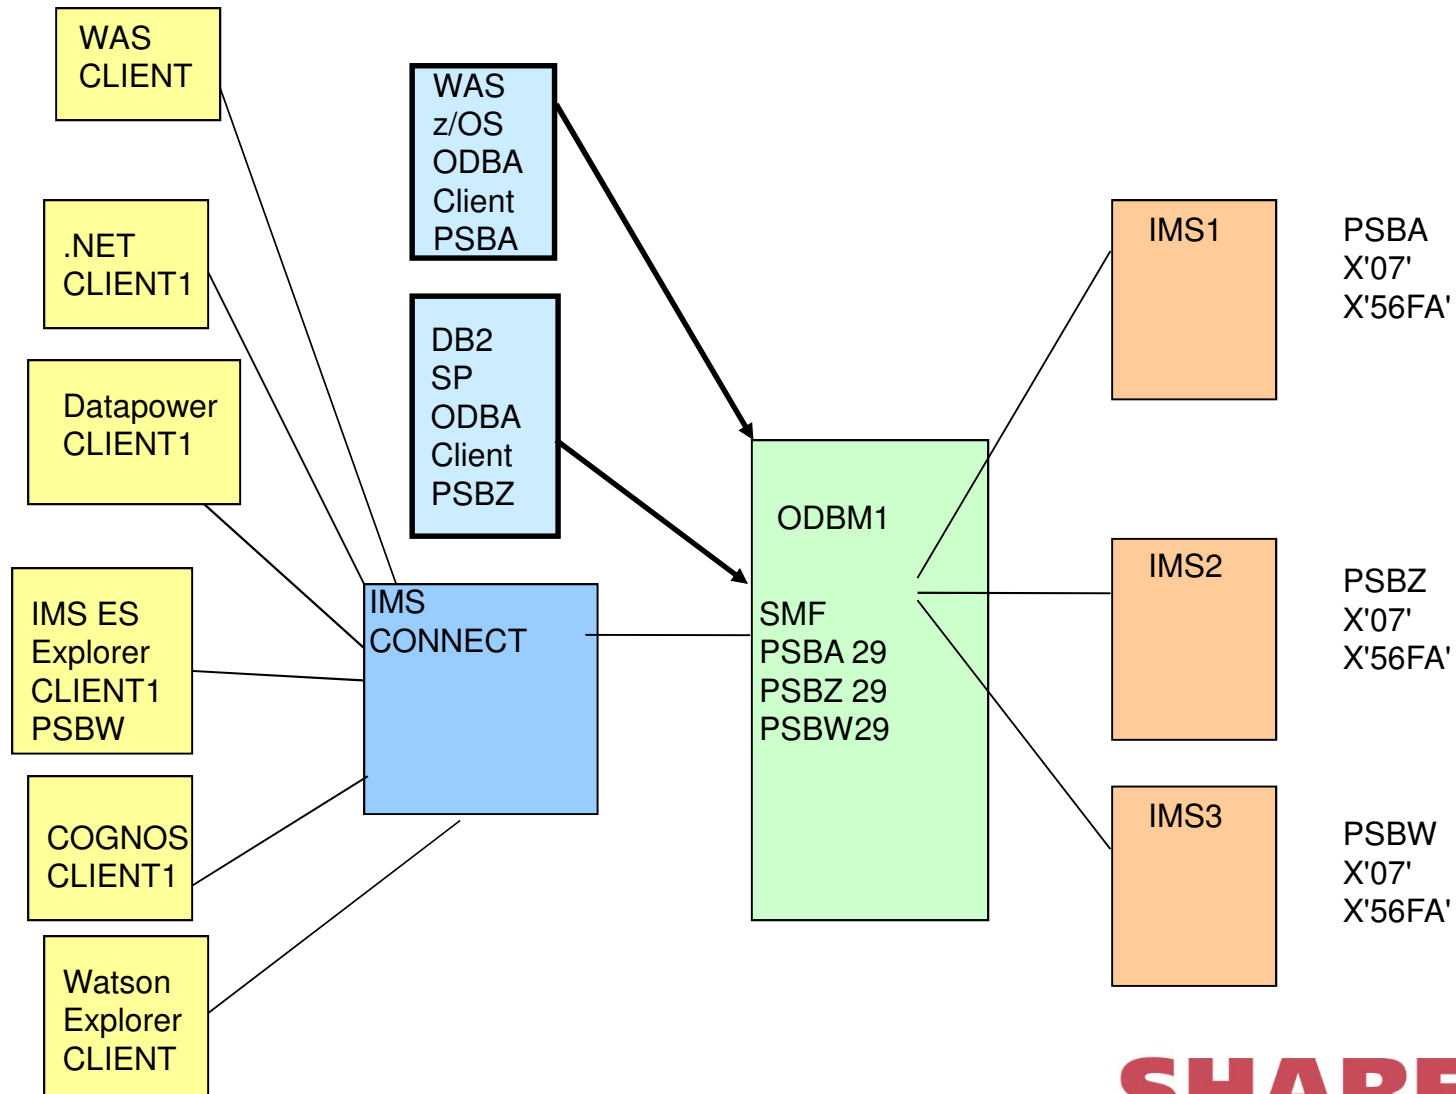 WAS
CLIENT
.NET
CLIENT1
Datapower
CLIENT1
IMS ES
Explorer
CLIENT1
PSBW
COGNOS
CLIENT1
Watson
Explorer
CLIENT
WAS
z/OS
ODBA
Client
PSBA
DB2
SP
ODBA
Client
PSBZ
IMS
CONNECT
ODBM1
SMF
PSBA 29
PSBZ 29
PSBW29
IMS1
PSBA
X'07'
X'56FA'
IMS2
PSBZ
X'07'
X'56FA'
IMS3
PSBW
X'07'
X'56FA'
SHARE